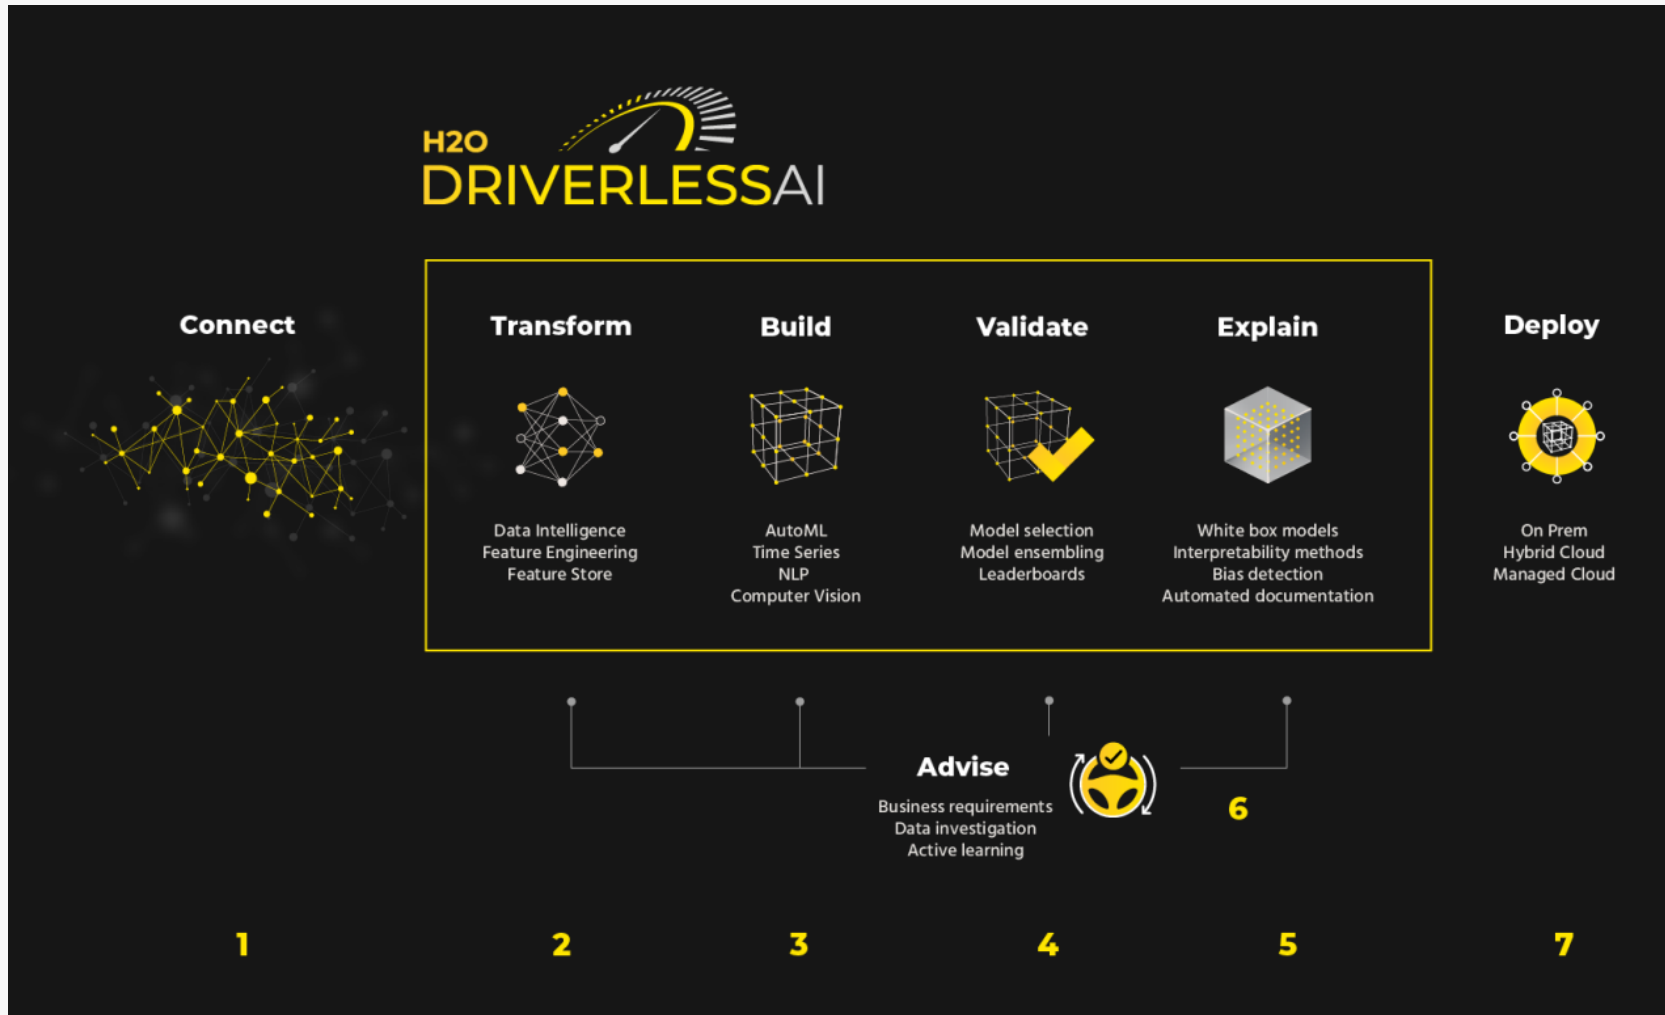 H2O
DRIVERLESSAI
Connect
Transform
Data Intelligence
Feature Engineering
Feature Store
Build
AutoML
Time Series
NLP
Computer Vision
Validate
Model selection
Model ensembling
Leaderboards
Explain
White box models
Interpretability methods
Bias detection
Automated documentation
Deploy
On Prem
Hybrid Cloud
Managed Cloud
Advise
Business requirements
Data investigation
Active learning
6
1
2
3
4
5
7